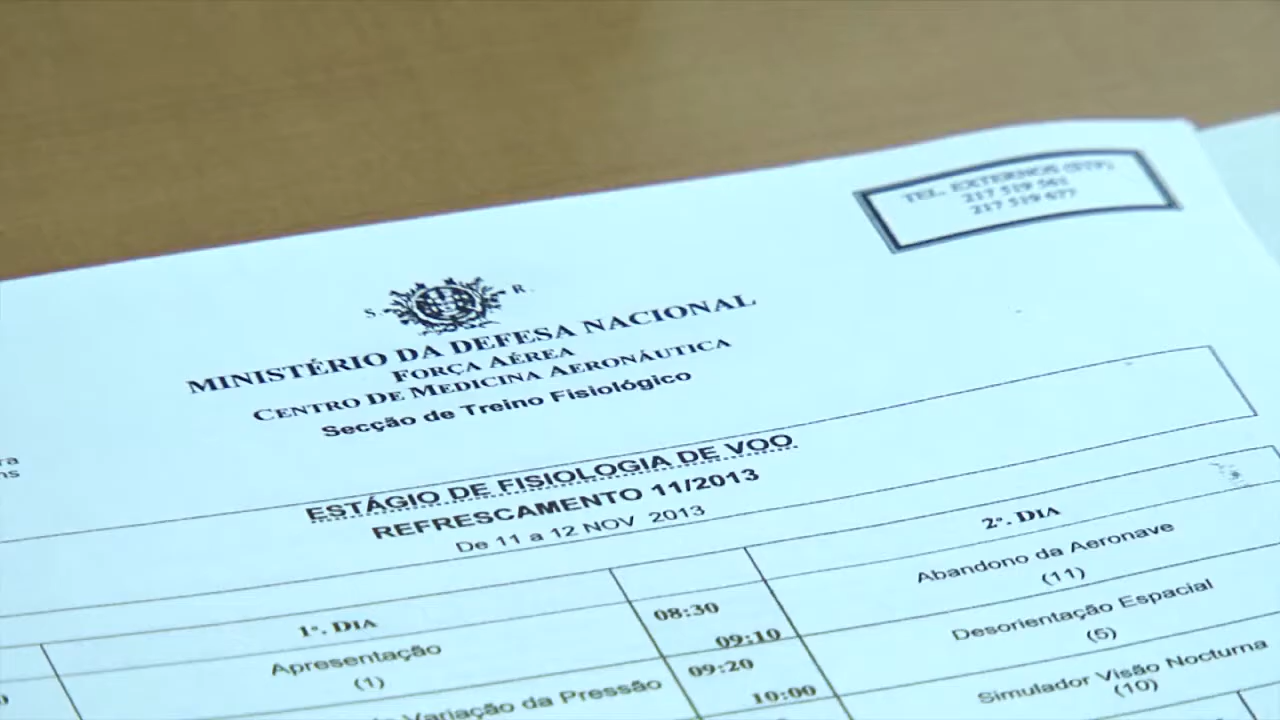 TEL. EXTERNOS
217 519 561
217 519 677
S. R.
MINISTÉRIO DA DEFESA NACIONAL
FORÇA AÉREA
CENTRO DE MEDICINA AERONÁUTICA
Secção de Treino Fisiológico
ESTÁGIO DE FISIOLOGIA DE VOO
REFRESCAMENTO 11/2013
De 11 a 12 NOV 2013
1º. DIA
2º. DIA
Apresentação
(1)
08:30
09:10
Abandono da Aeronave
(11)
Variação da Pressão
09:20
10:00
Desorientação Espacial
(5)
Simulador Visão Nocturna
(10)